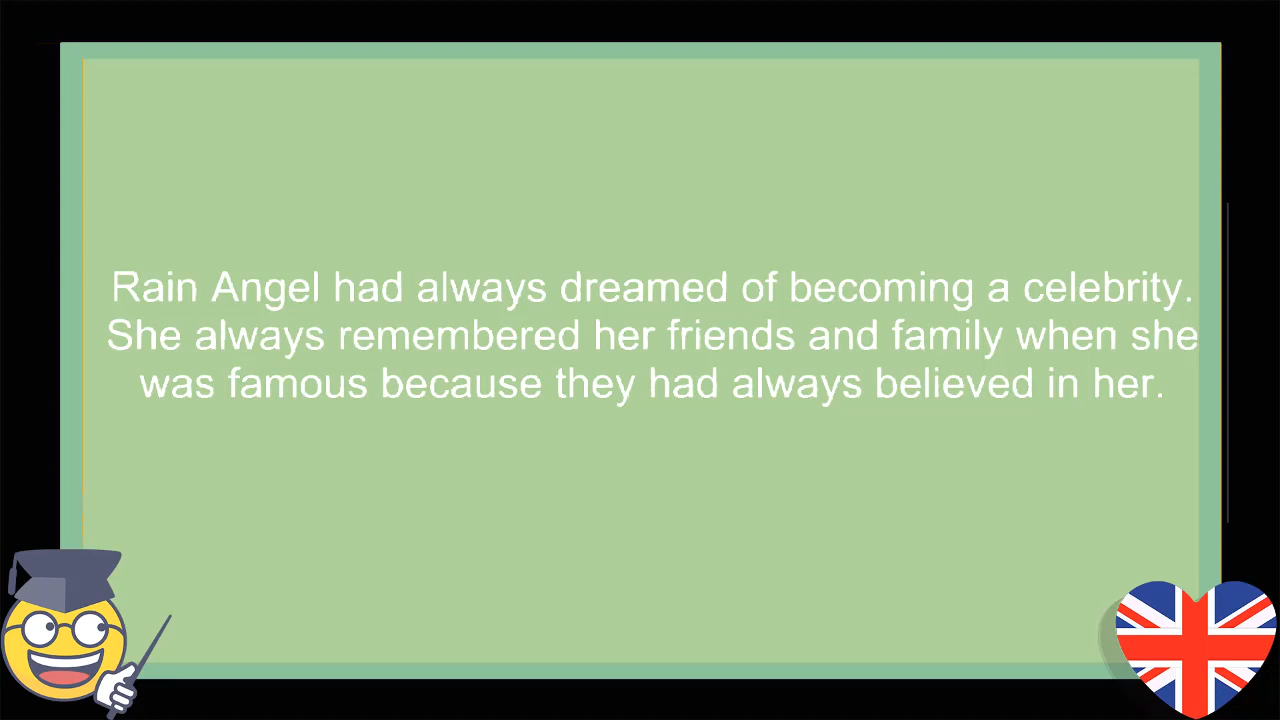 Rain Angel had always dreamed of becoming a celebrity.
She always remembered her friends and family when she
was famous because they had always believed in her.